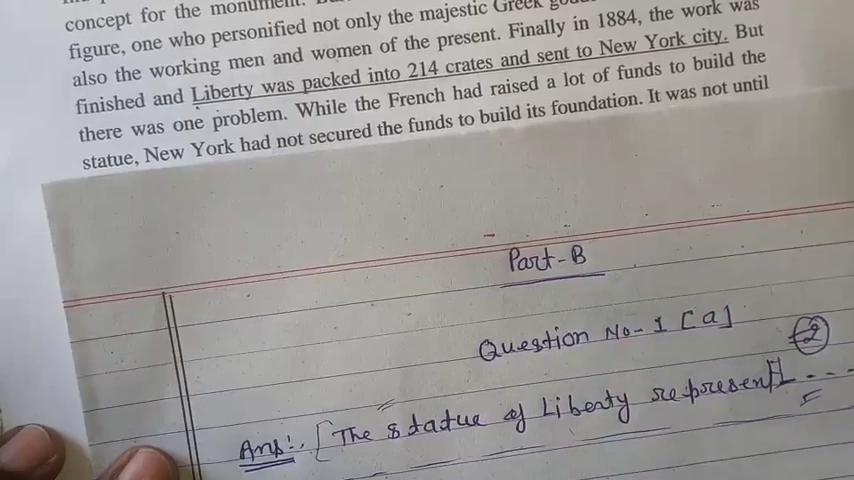 concept for the monument.
figure, one who personified not only the majestic Greek
also the working men and women of the present. Finally in 1884, the work was
finished and Liberty was packed into 214 crates and sent to New York city. But
there was one problem. While the French had raised a lot of funds to build the
statue, New York had not secured the funds to build its foundation. It was not until
Part-B
Question No-1 [a]
2
Ans:. [The statue of Liberty represent